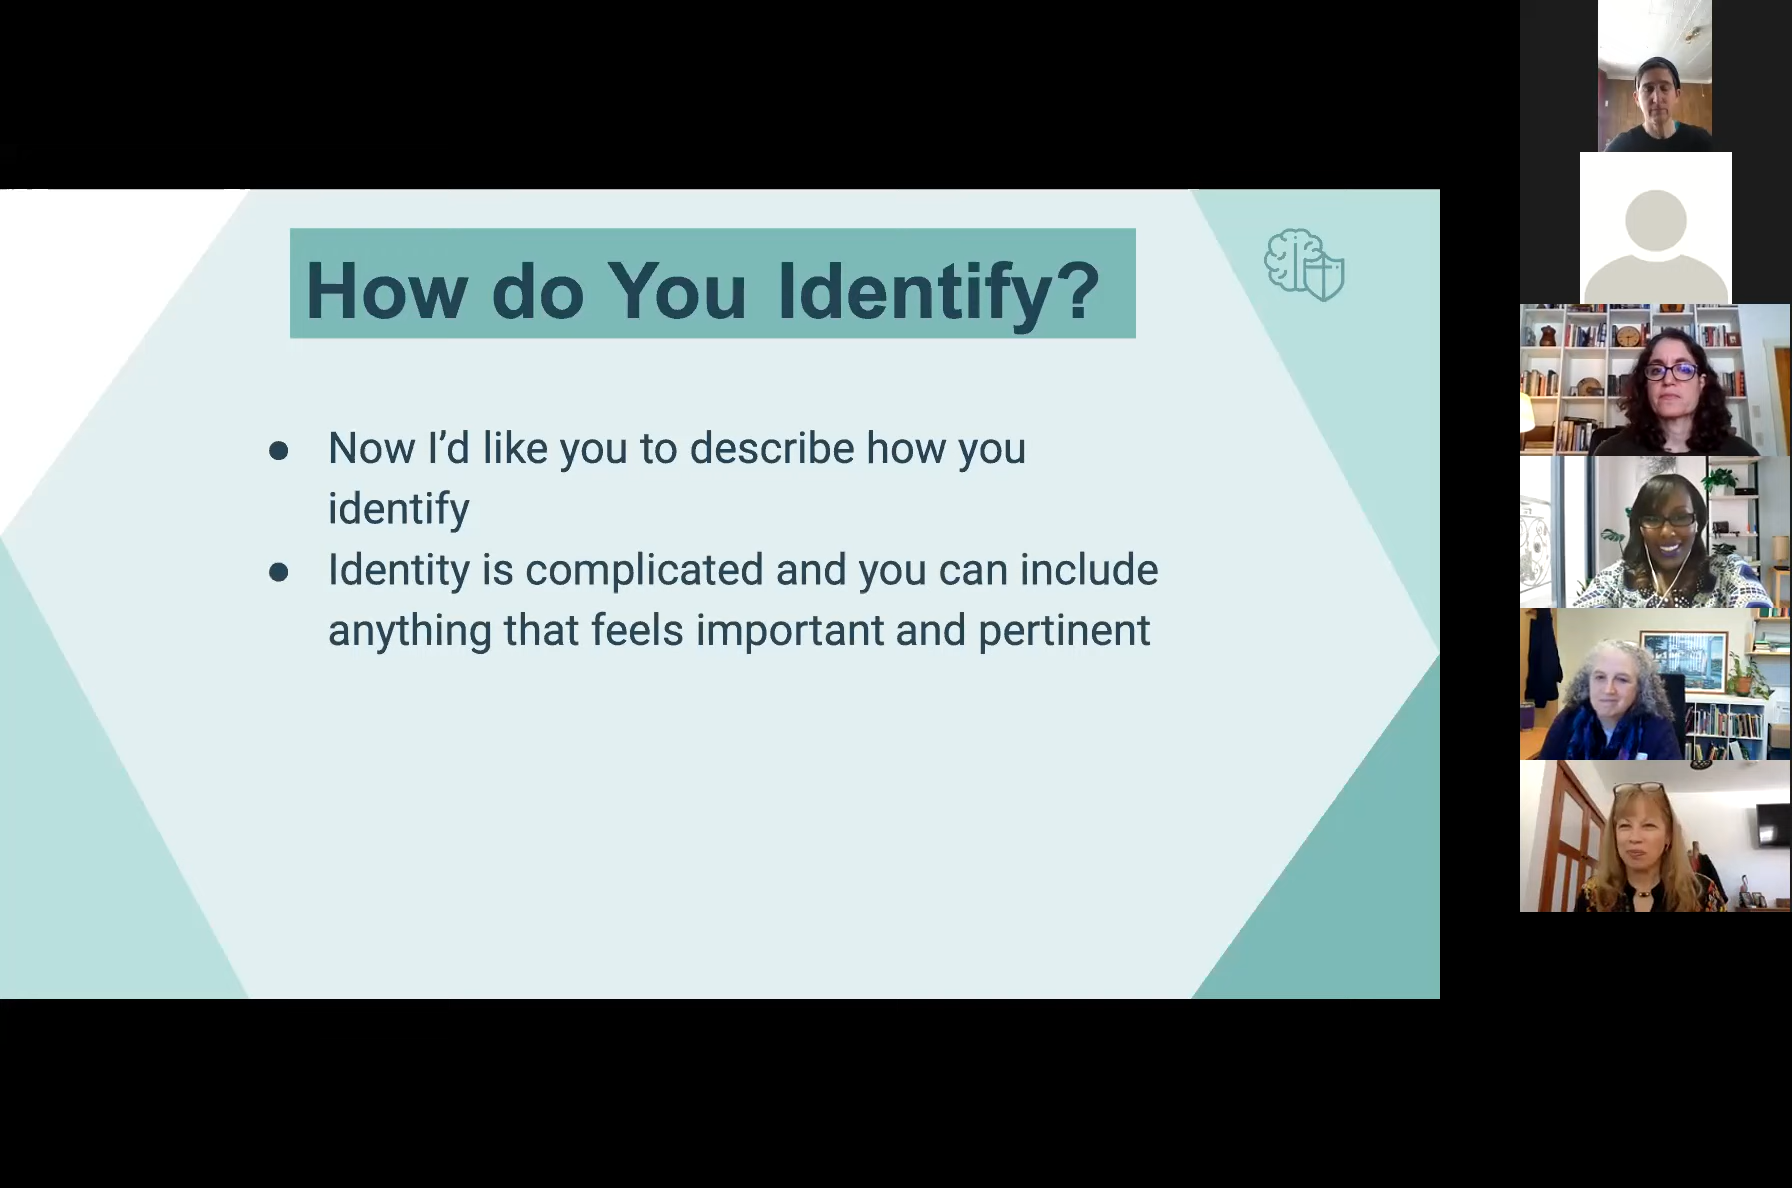 How do You Identify?
● Now I’d like you to describe how you
identify
● Identity is complicated and you can include
anything that feels important and pertinent